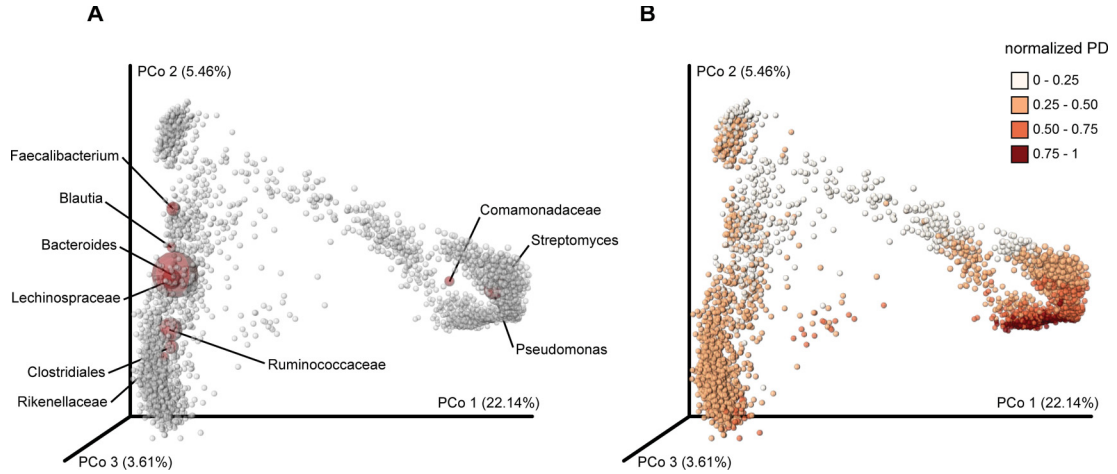 A
PCo 2 (5.46%)
Faecalibacterium
Blautia
Bacteroides
Lechinospraceae
Clostridiales
Rikenellaceae
Ruminococcaceae
Comamonadaceae
Streptomyces
Pseudomonas
PCo 1 (22.14%)
PCo 3 (3.61%)
B
PCo 2 (5.46%)
normalized PD
0 - 0.25
0.25 - 0.50
0.50 - 0.75
0.75 - 1
PCo 1 (22.14%)
PCo 3 (3.61%)